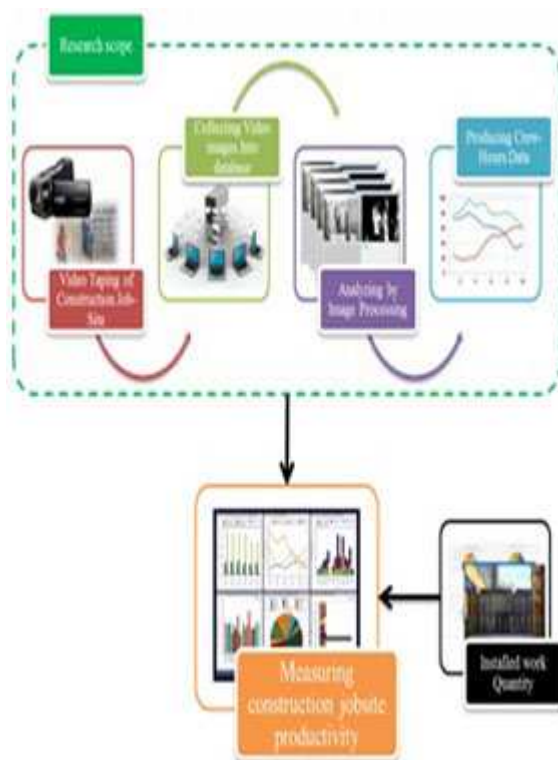 Research scope
Collecting Video
images Into
database
Producing Crew-
Hours Data
Video Taping of
Construction Job-
Site
Analyzing by
Image Processing
Measuring
construction jobsite
productivity
Installed work
Quantity